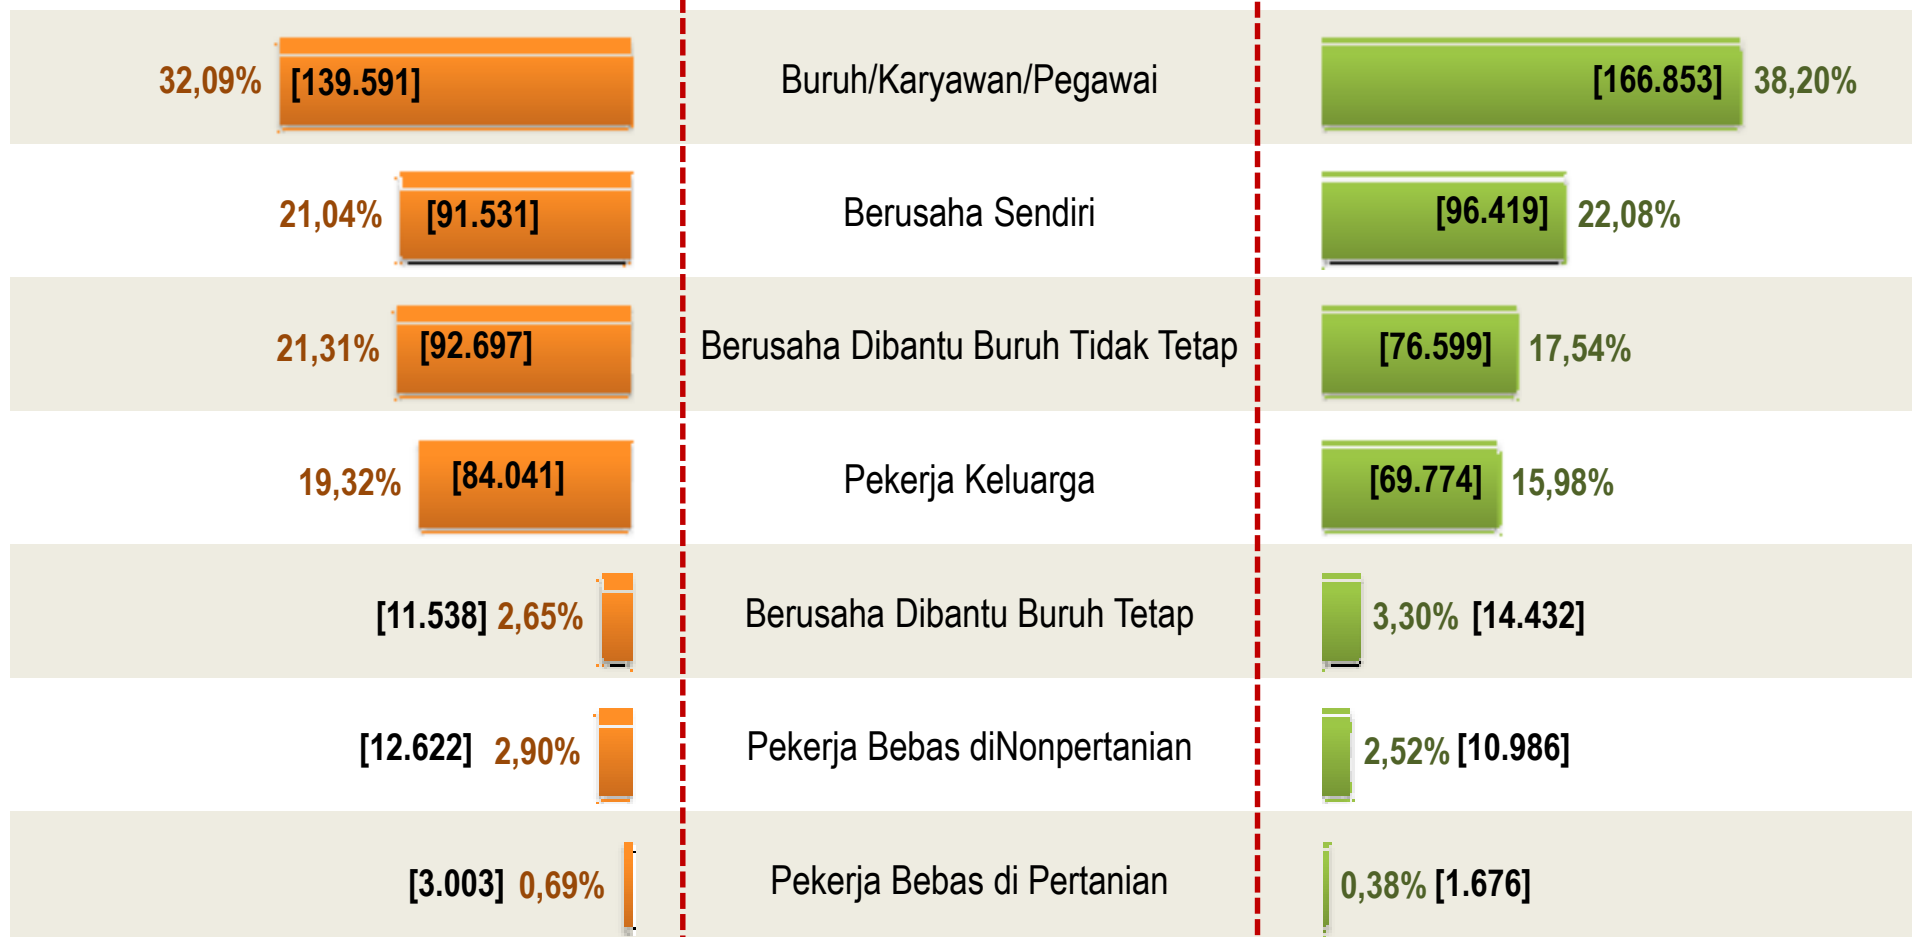 32,09% [139.591] Buruh/Karyawan/Pegawai [166.853] 38,20%
21,04% [91.531] Berusaha Sendiri [96.419] 22,08%
21,31% [92.697] Berusaha Dibantu Buruh Tidak Tetap [76.599] 17,54%
19,32% [84.041] Pekerja Keluarga [69.774] 15,98%
[11.538] 2,65% Berusaha Dibantu Buruh Tetap 3,30% [14.432]
[12.622] 2,90% Pekerja Bebas diNonpertanian 2,52% [10.986]
[3.003] 0,69% Pekerja Bebas di Pertanian 0,38% [1.676]